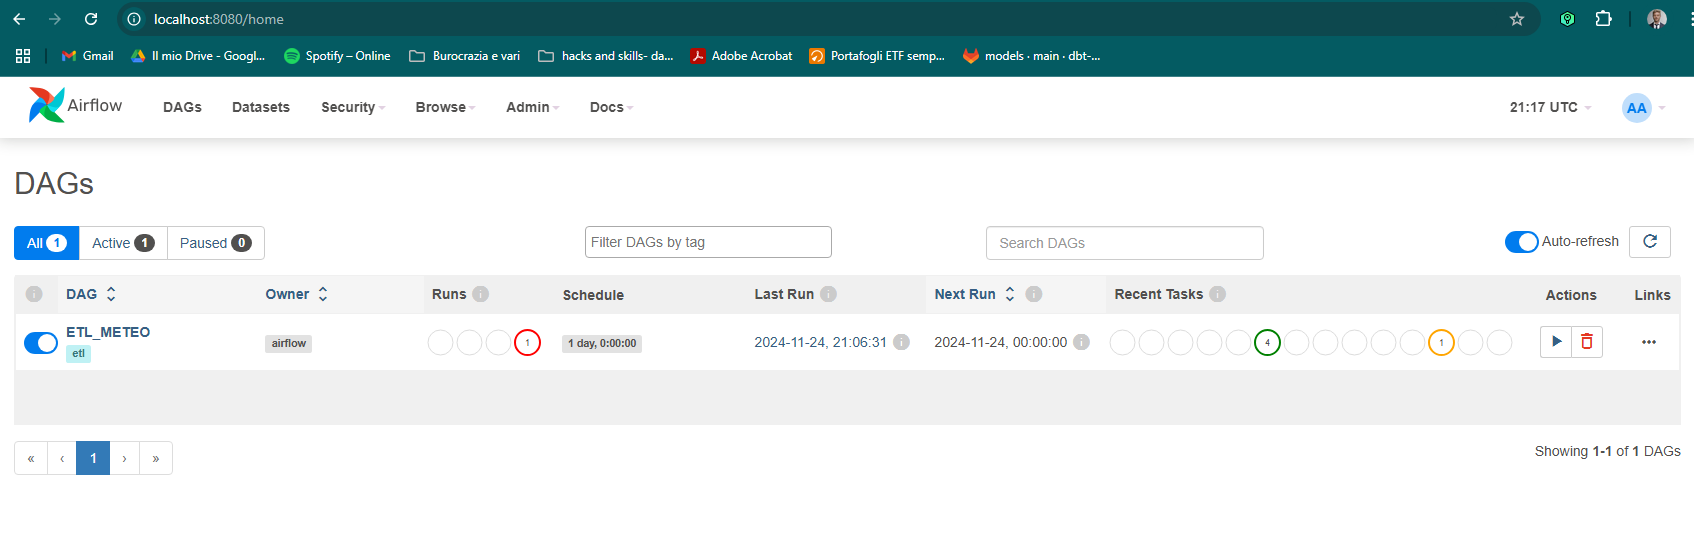 localhost:8080/home
Gmail Il mio Drive - Googl... Spotify – Online Burocrazia e vari hacks and skills- da... Adobe Acrobat Portafogli ETF semp... models · main · dbt-...
Airflow DAGs Datasets Security Browse Admin Docs 21:17 UTC AA
DAGs
All 1 Active 1 Paused 0 Filter DAGs by tag Search DAGs Auto-refresh
i DAG Owner Runs i Schedule Last Run i Next Run i Recent Tasks i Actions Links
ETL_METEO
etl airflow 1 1 day, 0:00:00 2024-11-24, 21:06:31 i 2024-11-24, 00:00:00 i 4 1 ...
« ‹ 1 › » Showing 1-1 of 1 DAGs